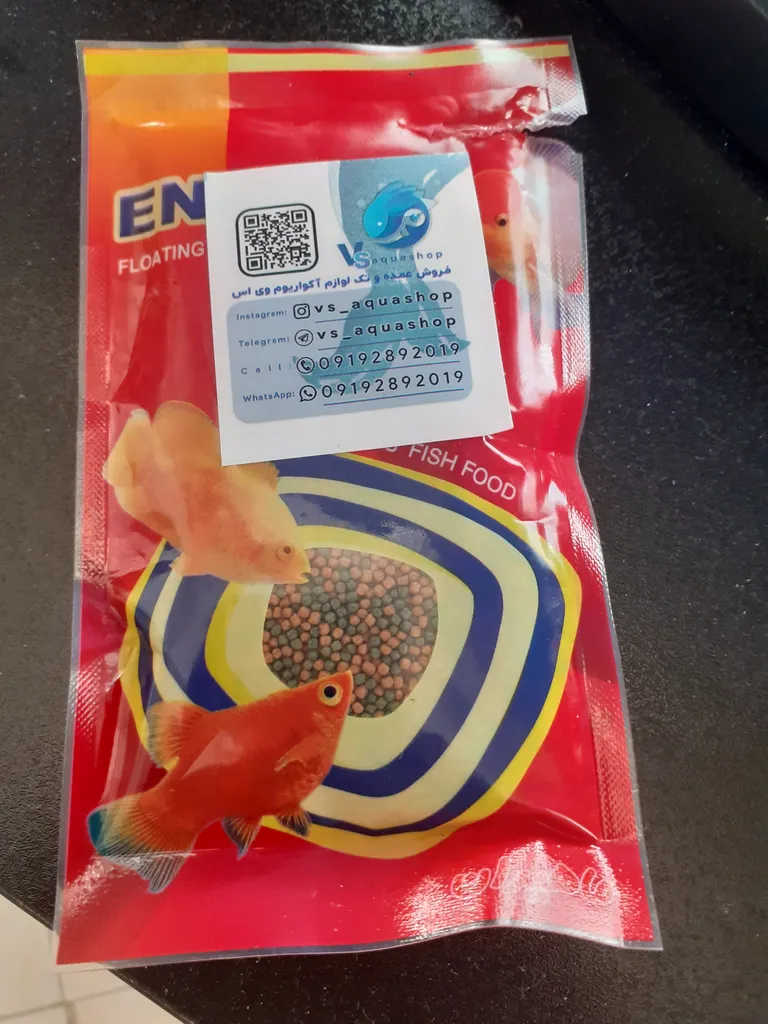 EN
FLOATING
VS aquashop
فروش عمده و تک لوازم آکواریوم وی اس
Instagram: vs_aquashop
Telegram: vs_aquashop
Call: 09192892019
WhatsApp: 09192892019
FISH FOOD